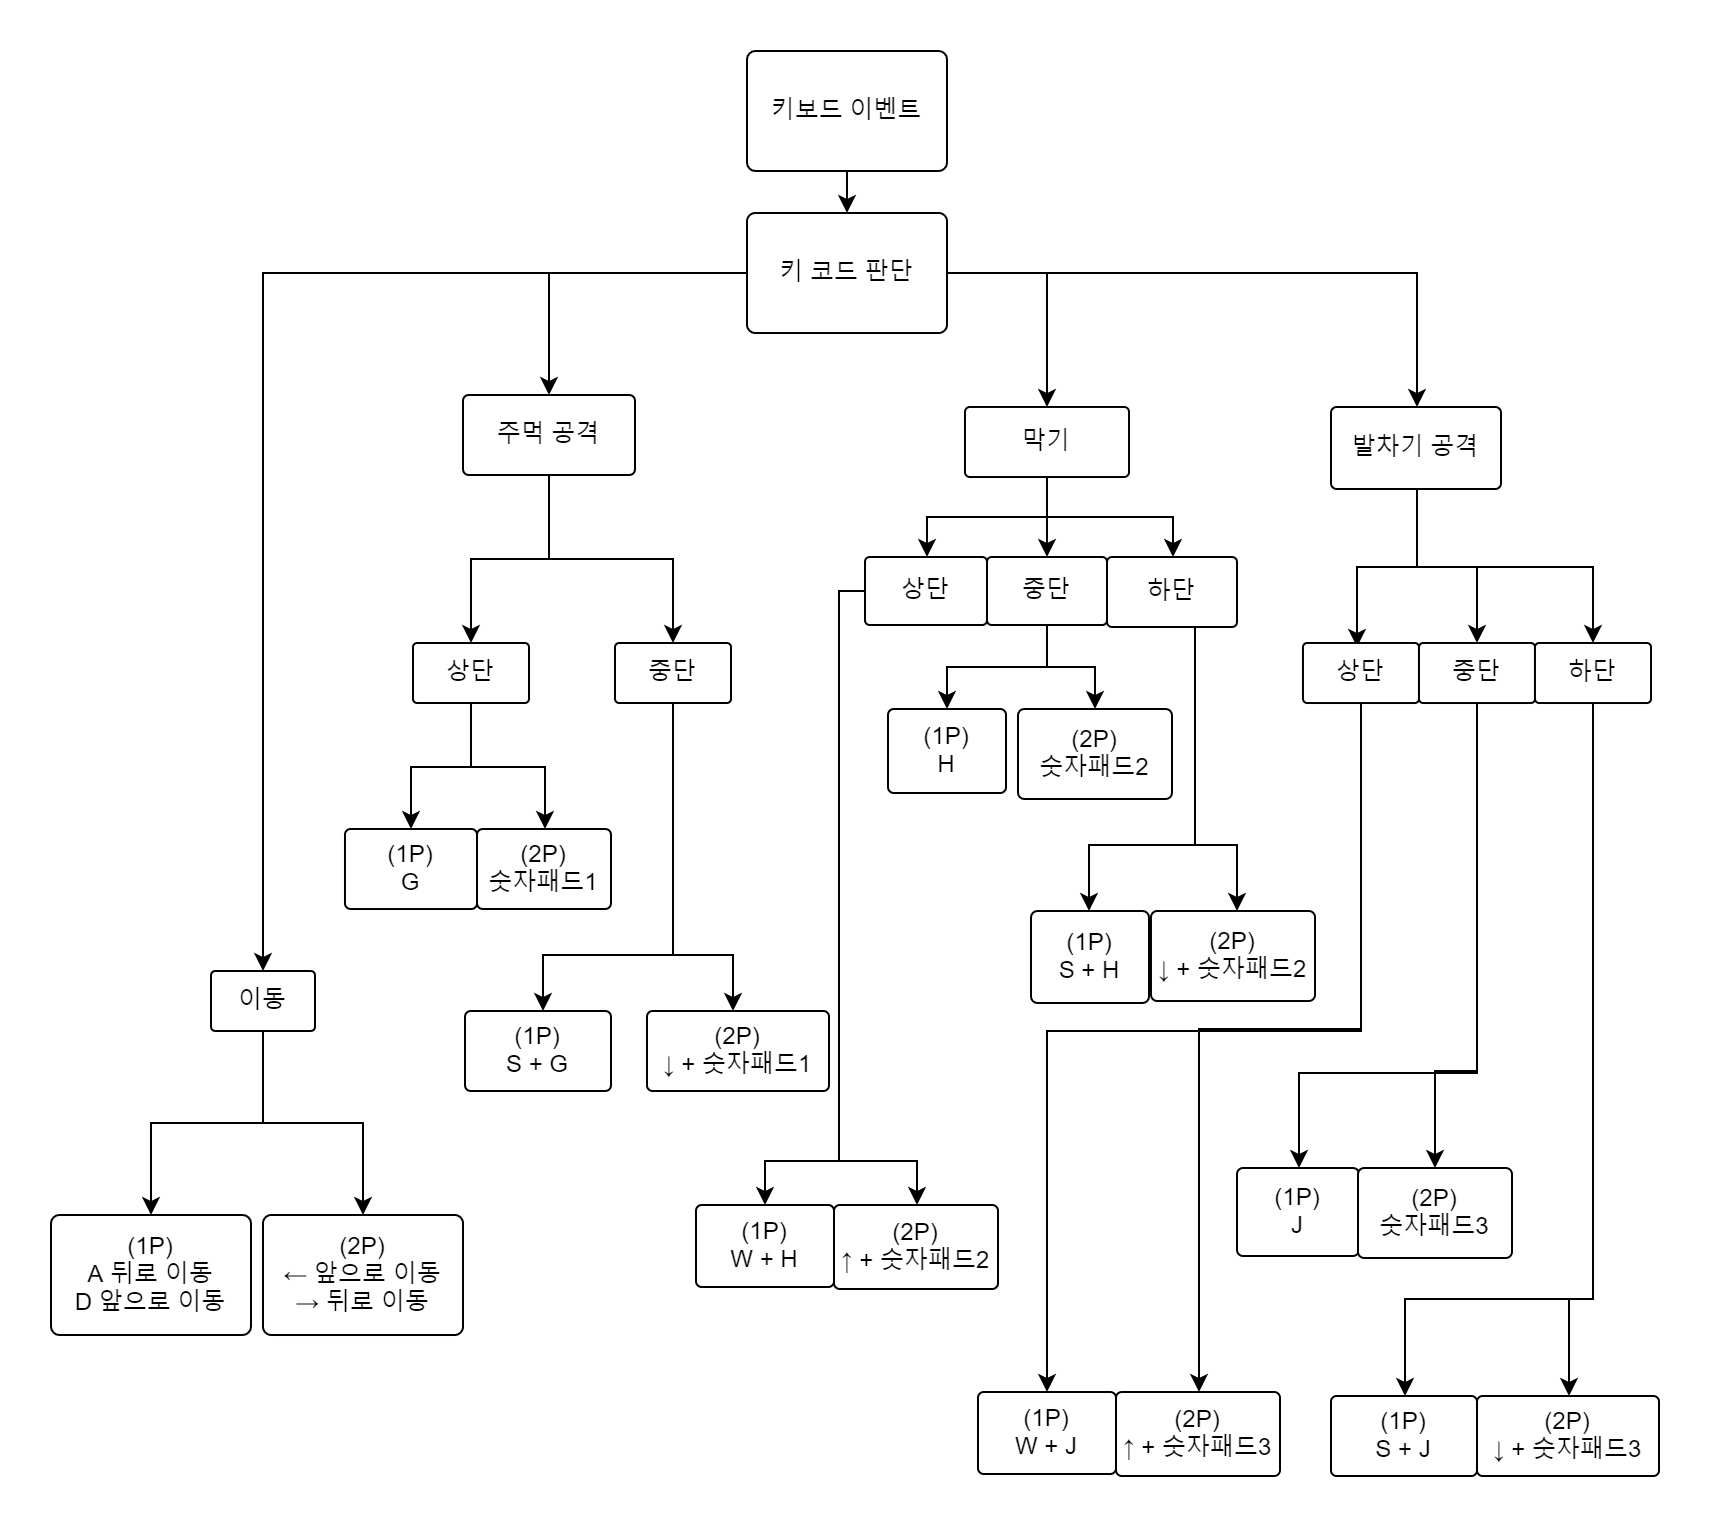 키보드 이벤트
키 코드 판단
주먹 공격
막기
발차기 공격
상단
중단
하단
상단
중단
상단
중단
하단
(1P)
H
(2P)
숫자패드2
(1P)
G
(2P)
숫자패드1
(1P)
S + H
(2P)
↓ + 숫자패드2
이동
(1P)
S + G
(2P)
↓ + 숫자패드1
(1P)
J
(2P)
숫자패드3
(1P)
A 뒤로 이동
D 앞으로 이동
(2P)
← 앞으로 이동
→ 뒤로 이동
(1P)
W + H
(2P)
↑ + 숫자패드2
(1P)
W + J
(2P)
↑ + 숫자패드3
(1P)
S + J
(2P)
↓ + 숫자패드3